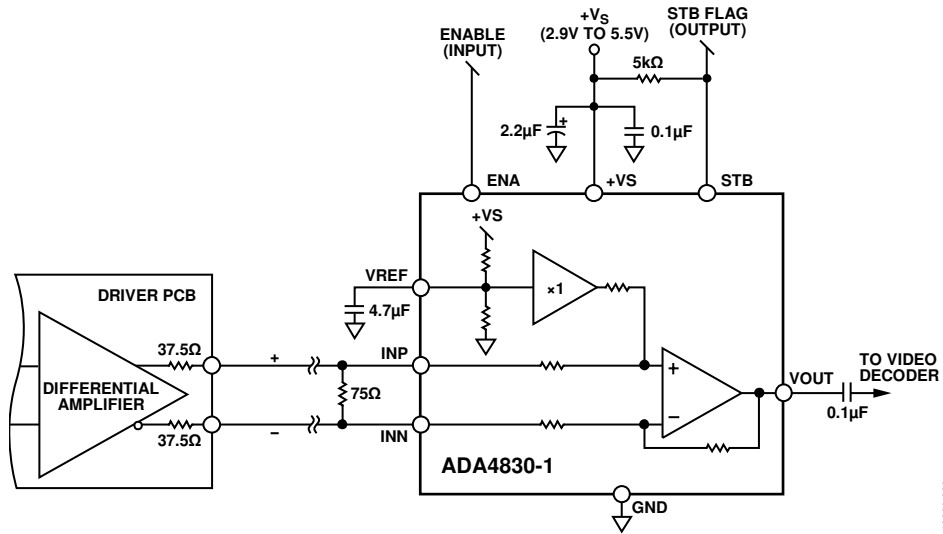 ENABLE
(INPUT)
+VS
(2.9V TO 5.5V)
STB FLAG
(OUTPUT)
5kΩ
2.2µF
+
0.1µF
ENA
+VS
STB
+VS
VREF
×1
4.7µF
DRIVER PCB
37.5Ω
+
INP
DIFFERENTIAL
AMPLIFIER
75Ω
+
−
VOUT
TO VIDEO
DECODER
0.1µF
37.5Ω
−
INN
ADA4830-1
GND